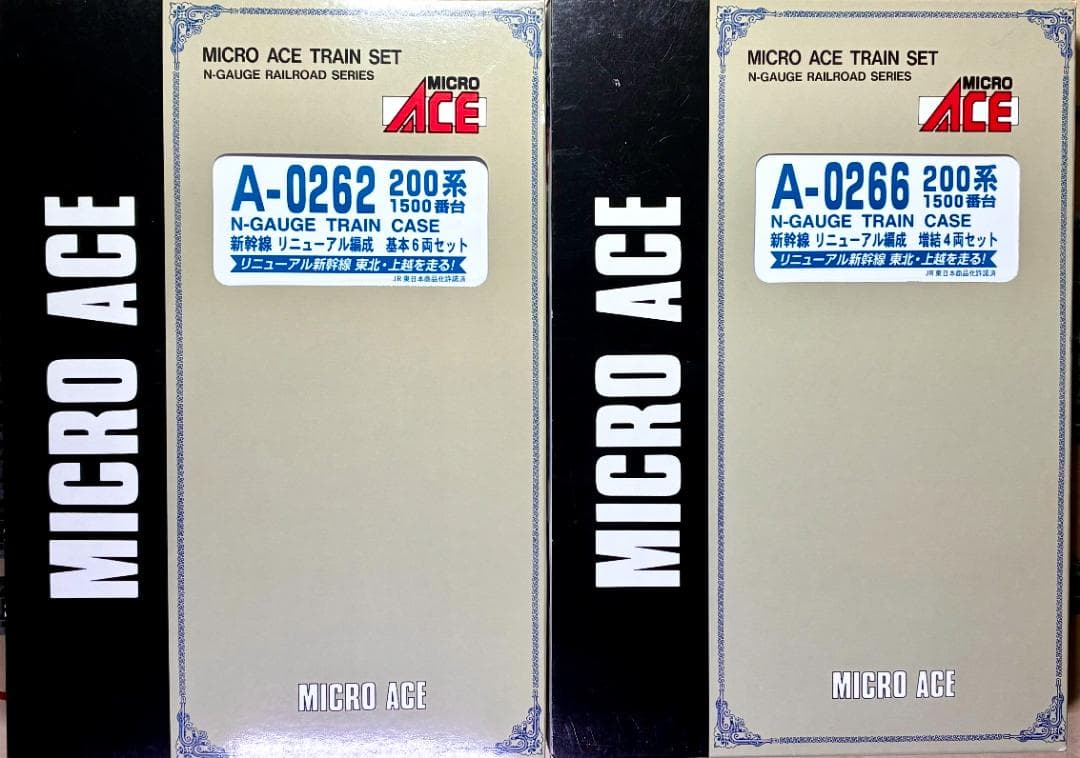 MICRO ACE
MICRO ACE TRAIN SET
N-GAUGE RAILROAD SERIES
MICRO
ACE
A-0262 200系
1500番台
N-GAUGE TRAIN CASE
新幹線 リニューアル編成 基本6両セット
リニューアル新幹線 東北・上越を走る!
JR東日本商品化許諾済
MICRO ACE
MICRO ACE
MICRO ACE TRAIN SET
N-GAUGE RAILROAD SERIES
MICRO
ACE
A-0266 200系
1500番台
N-GAUGE TRAIN CASE
新幹線 リニューアル編成 増結4両セット
リニューアル新幹線 東北・上越を走る!
JR東日本商品化許諾済
MICRO ACE